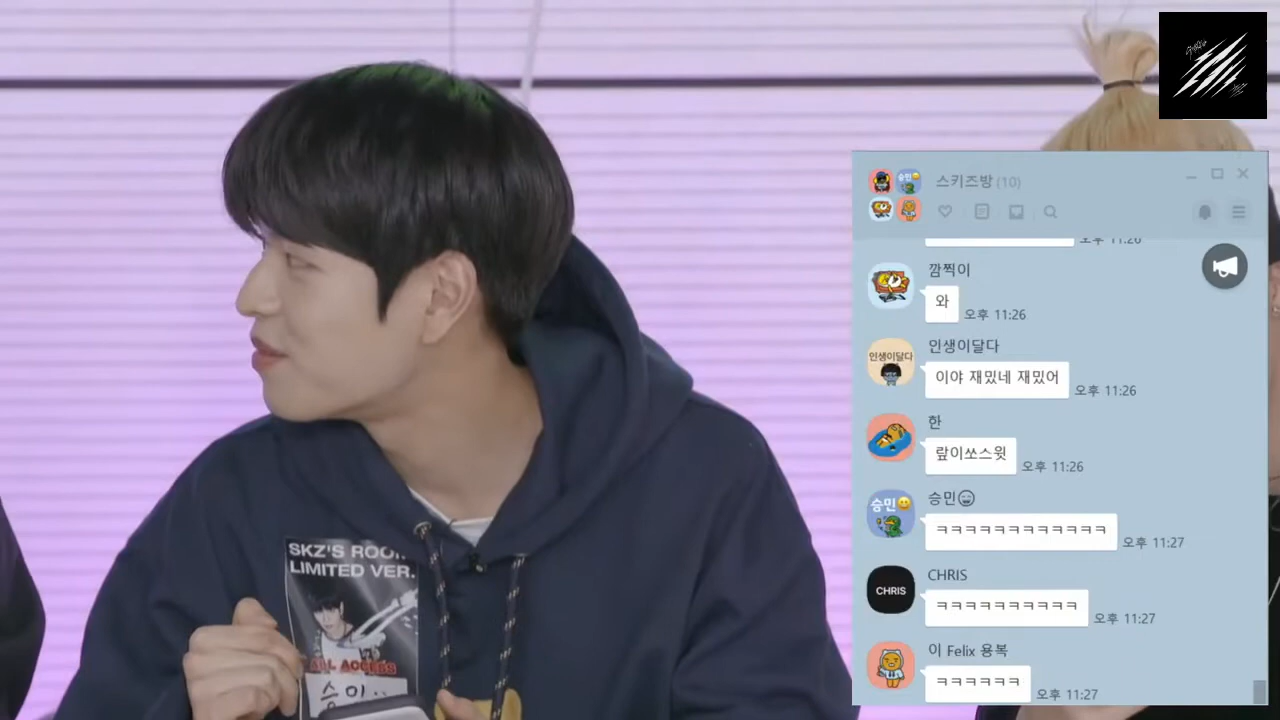 SKZ'S ROO
LIMITED VER.
ALL ACCESS
승민
스키즈방 (10)
오후 11:26
깜찍이
와
오후 11:26
인생이달다
인생이달다
이야 재밌네 재밌어
오후 11:26
한
랖이쏘스윗
오후 11:26
승민
승민
ㅋㅋㅋㅋㅋㅋㅋㅋㅋㅋㅋㅋ
오후 11:27
CHRIS
CHRIS
ㅋㅋㅋㅋㅋㅋㅋㅋㅋㅋ
오후 11:27
이 Felix 용복
ㅋㅋㅋㅋㅋㅋ
오후 11:27